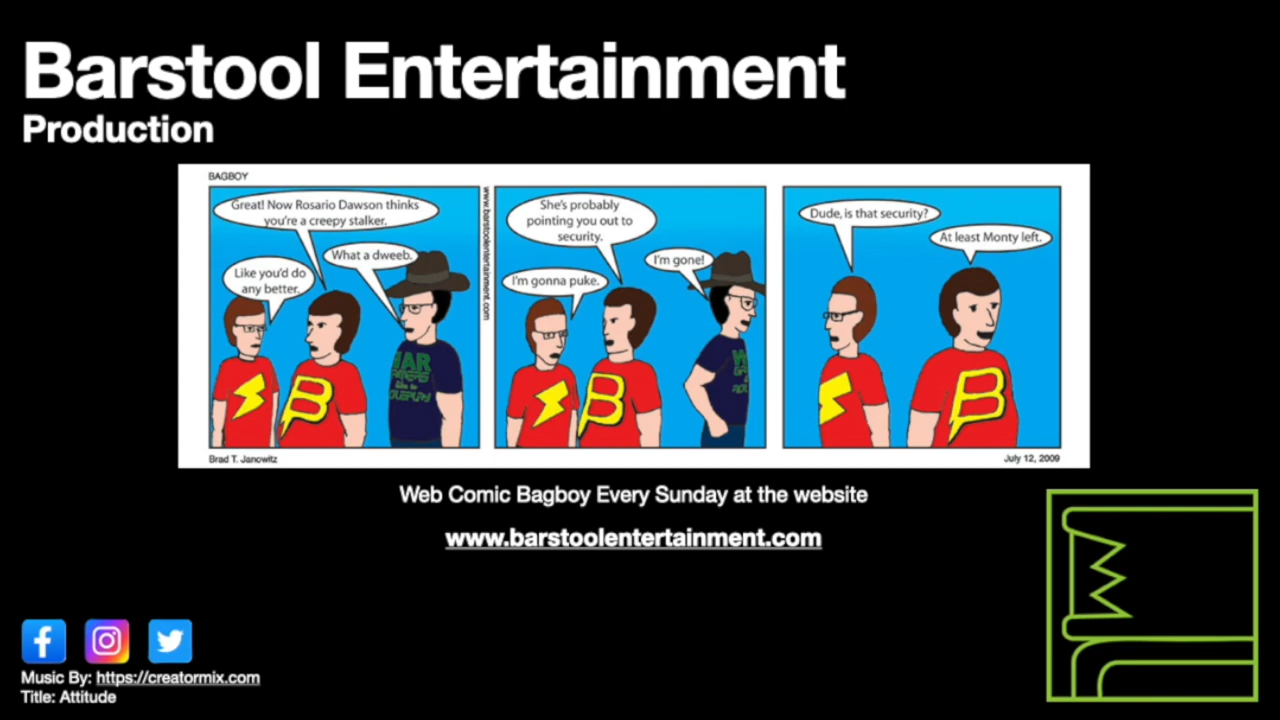 Barstool Entertainment
Production
BAGBOY
Great! Now Rosario Dawson thinks
you're a creepy stalker.
What a dweeb.
Like you'd do
any better.
www.barstoolentertainment.com
She's probably
pointing you out to
security.
I'm gonna puke.
I'm gone!
Dude, is that security?
At least Monty left.
Brad T. Janowitz
July 12, 2009
Web Comic Bagboy Every Sunday at the website
www.barstoolentertainment.com
Music By: https://creatormix.com
Title: Attitude